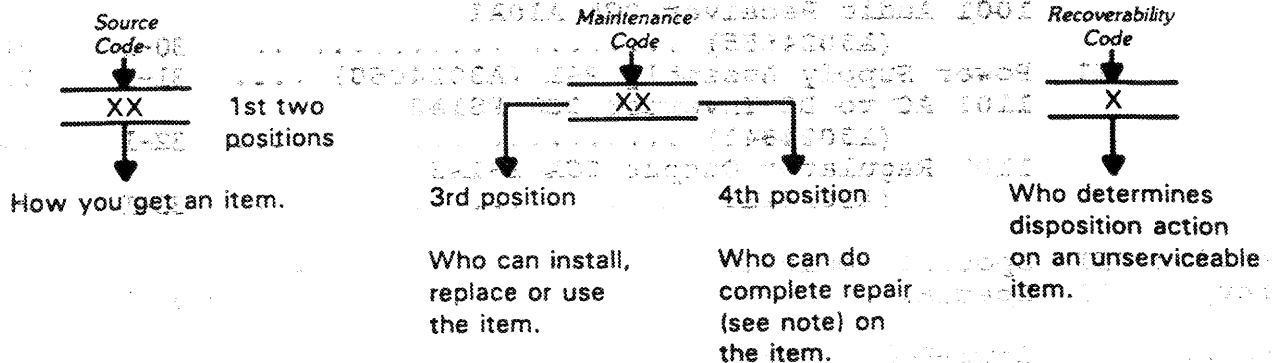 Source
Code
XX
1st two
positions
How you get an item.
Maintenance
Code
XX
3rd position
Who can install,
replace or use
the item.
4th position
Who can do
complete repair
(see note) on
the item.
Recoverability
Code
X
Who determines
disposition action
on an unserviceable
item.